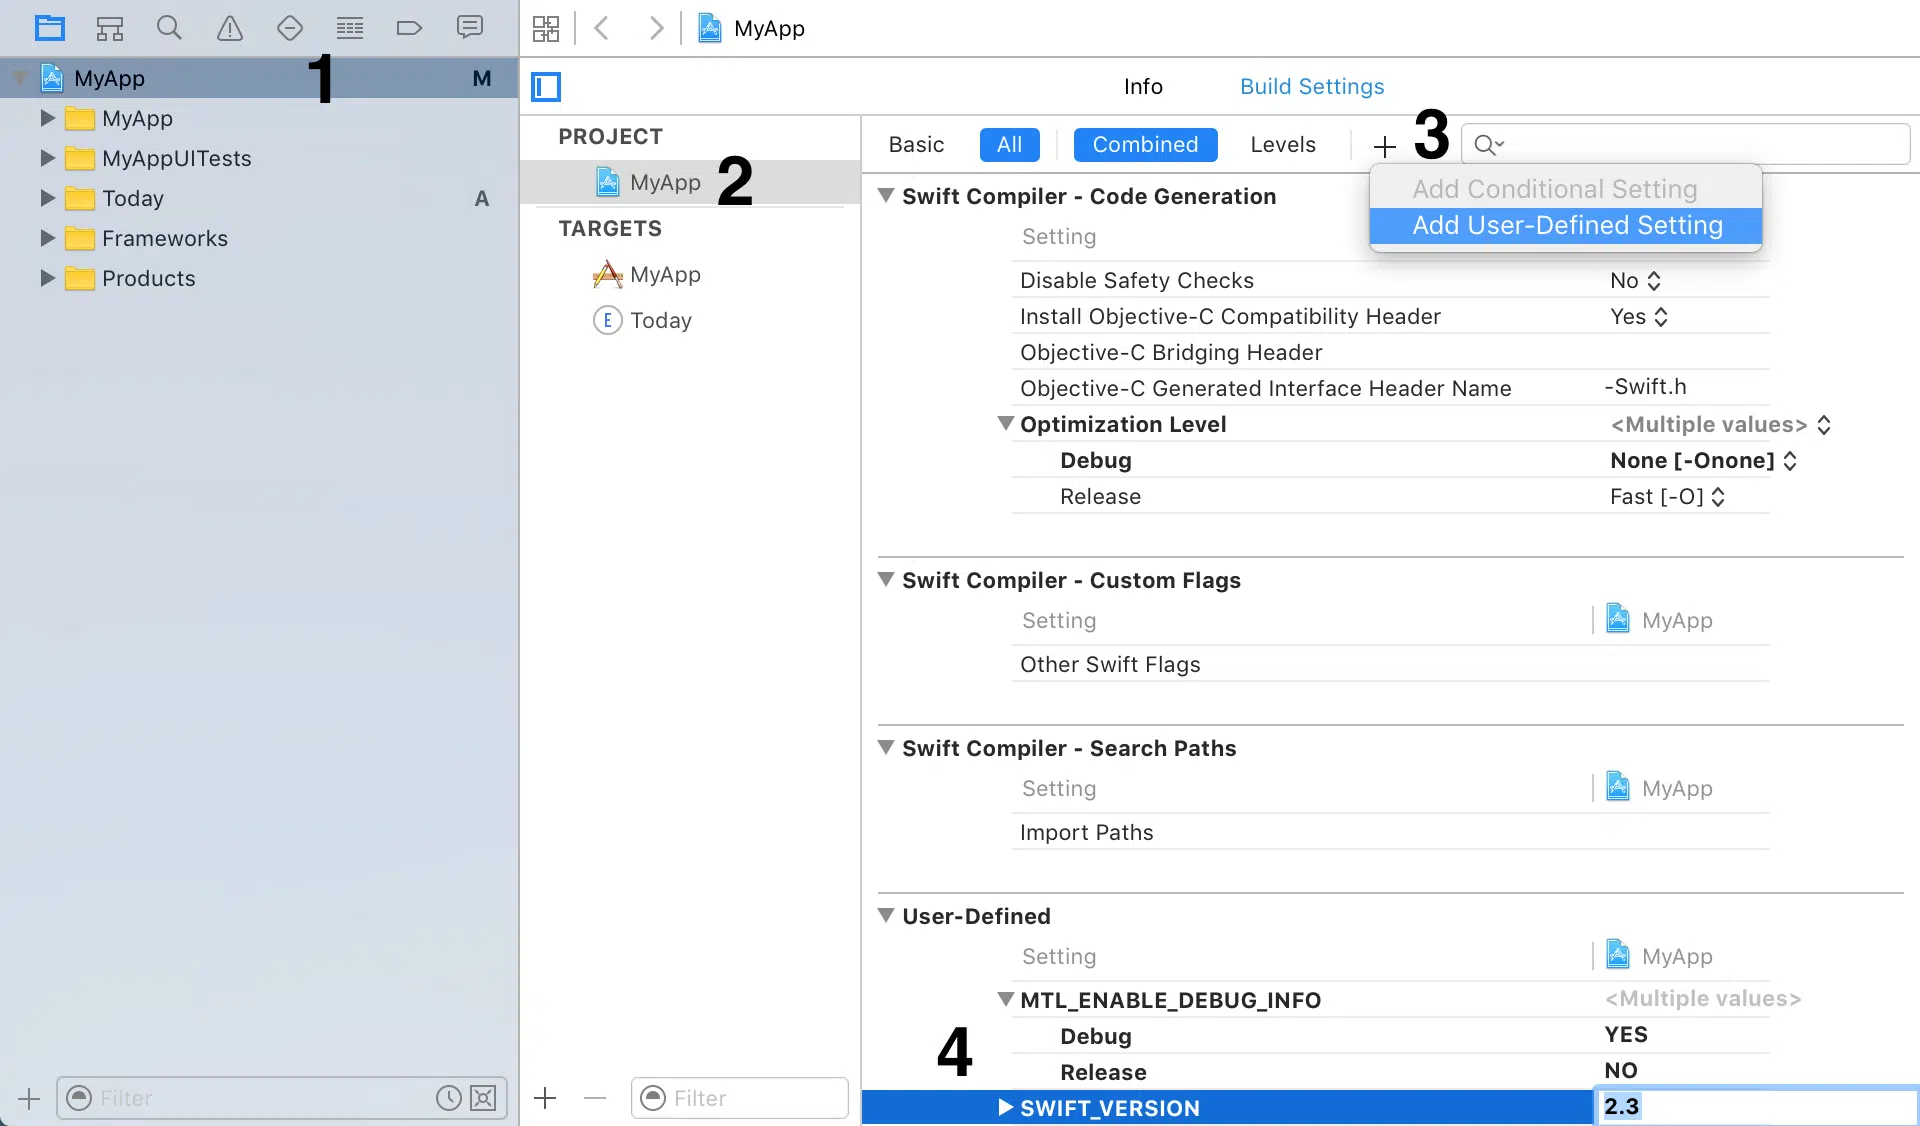 MyApp
Info
Build Settings
MyApp
1
M
MyApp
MyAppUITests
Today
A
Frameworks
Products
Filter
PROJECT
MyApp
2
TARGETS
MyApp
E
Today
Filter
Basic
All
Combined
Levels
3
Add Conditional Setting
Add User-Defined Setting
Swift Compiler - Code Generation
Setting
Disable Safety Checks
No
Install Objective-C Compatibility Header
Yes
Objective-C Bridging Header
Objective-C Generated Interface Header Name
-Swift.h
Optimization Level
<Multiple values>
Debug
None [-Onone]
Release
Fast [-O]
Swift Compiler - Custom Flags
Setting
MyApp
Other Swift Flags
Swift Compiler - Search Paths
Setting
MyApp
Import Paths
User-Defined
Setting
MyApp
MTL_ENABLE_DEBUG_INFO
<Multiple values>
4
Debug
YES
Release
NO
SWIFT_VERSION
2.3